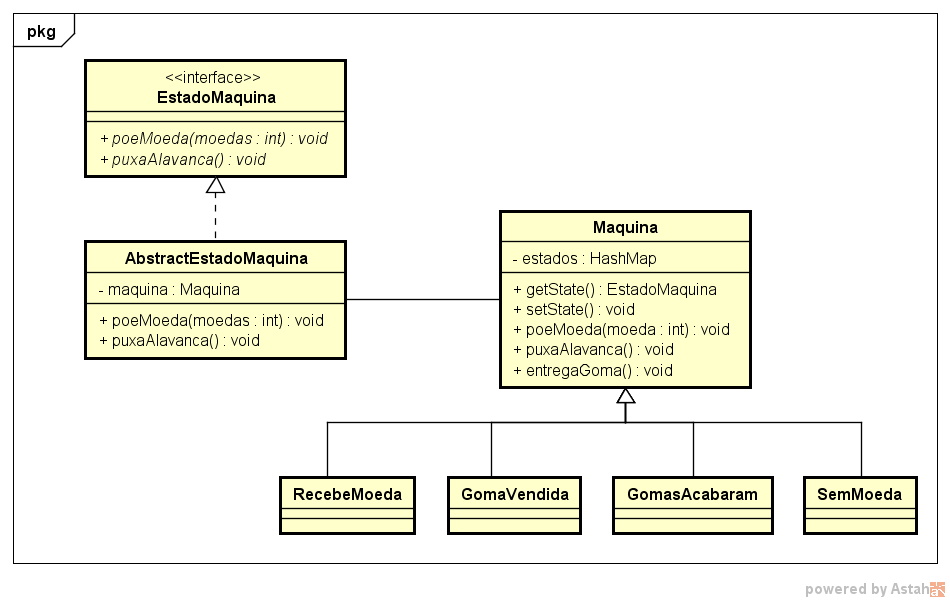 pkg
<<interface>>
EstadoMaquina
+ poeMoeda(moedas : int) : void
+ puxaAlavanca() : void
AbstractEstadoMaquina
- maquina : Maquina
+ poeMoeda(moedas : int) : void
+ puxaAlavanca() : void
Maquina
- estados : HashMap
+ getState() : EstadoMaquina
+ setState() : void
+ poeMoeda(moeda : int) : void
+ puxaAlavanca() : void
+ entregaGoma() : void
RecebeMoeda
GomaVendida
GomasAcabaram
SemMoeda
powered by Astah